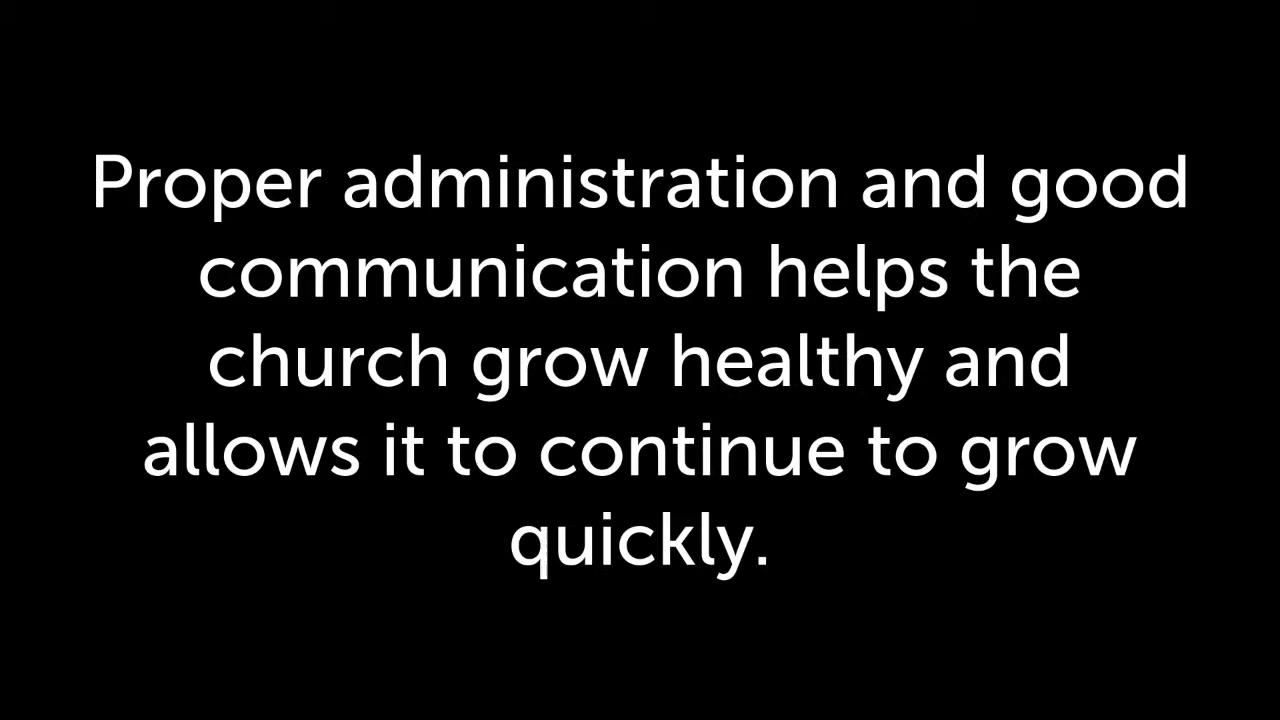 Proper administration and good
communication helps the
church grow healthy and
allows it to continue to grow
quickly.